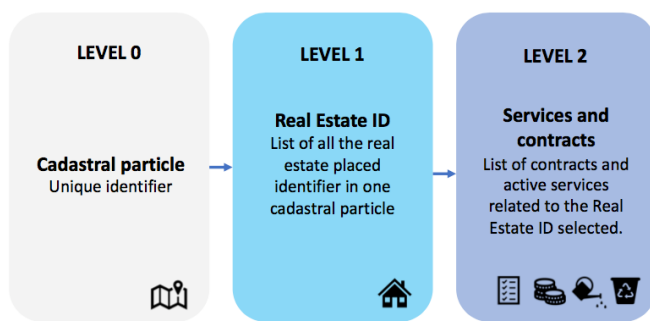 LEVEL 0
Cadastral particle
Unique identifier
LEVEL 1
Real Estate ID
List of all the real
estate placed
identifier in one
cadastral particle
LEVEL 2
Services and
contracts
List of contracts and
active services
related to the Real
Estate ID selected.